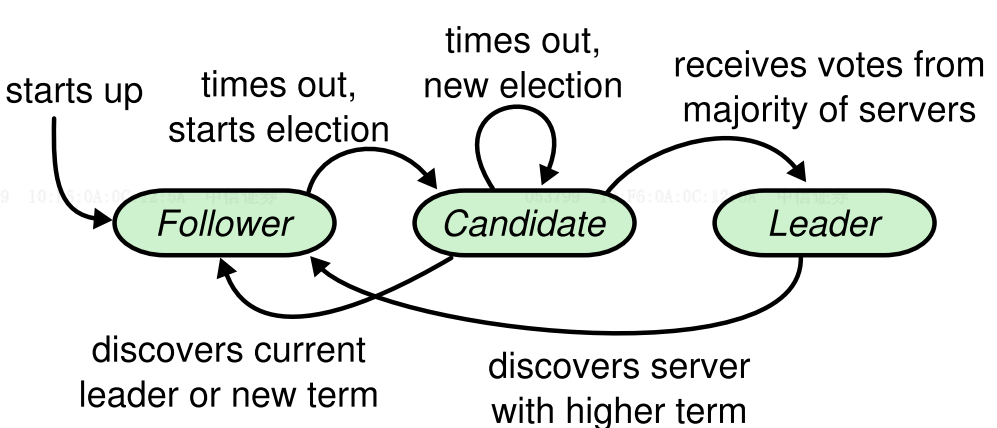 times out,
new election
receives votes from
majority of servers
starts up
times out,
starts election
Follower
Candidate
Leader
discovers current
leader or new term
discovers server
with higher term